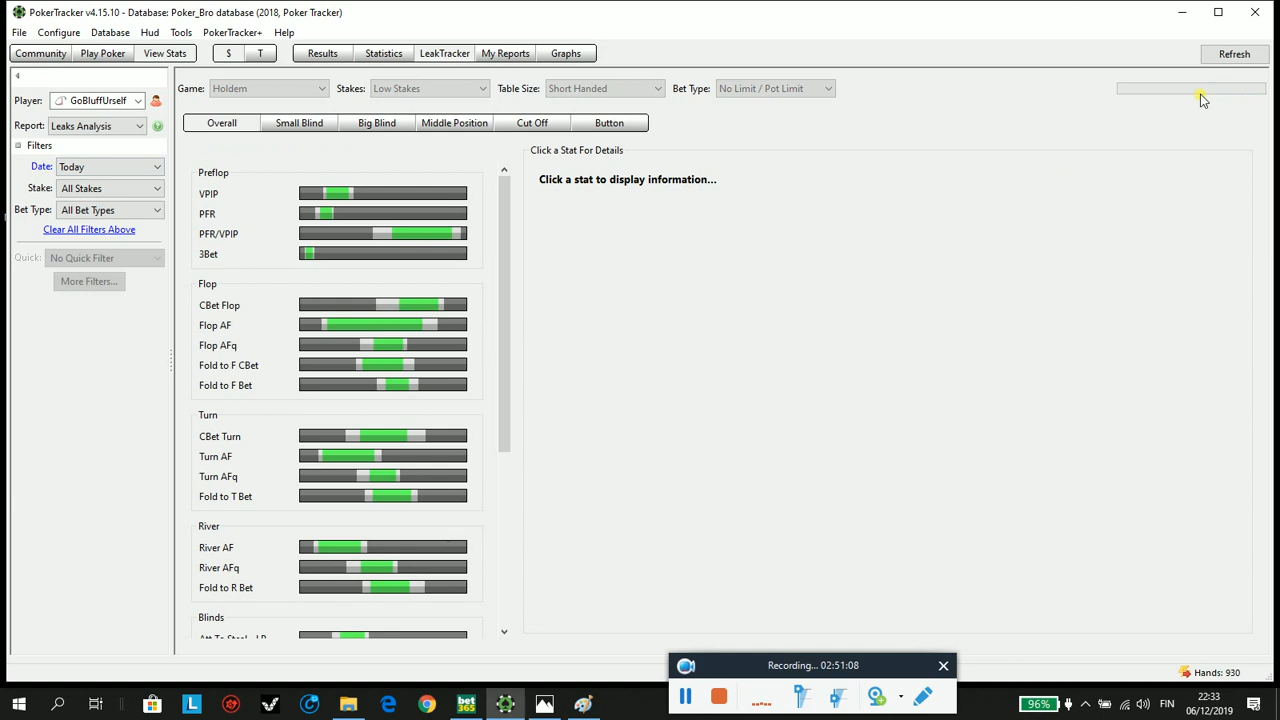 PokerTracker v4.15.10 - Database: Poker_Bro database (2018, Poker Tracker)
File Configure Database Hud Tools PokerTracker+ Help
Community Play Poker View Stats $ T Results Statistics LeakTracker My Reports Graphs Refresh
Player: GoBluffUrself Game: Holdem Stakes: Low Stakes Table Size: Short Handed Bet Type: No Limit / Pot Limit
Report: Leaks Analysis
Overall Small Blind Big Blind Middle Position Cut Off Button
Filters
Date: Today
Stake: All Stakes
Bet Type: All Bet Types
Clear All Filters Above
Quick: No Quick Filter
More Filters...
Preflop
VPIP
PFR
PFR/VPIP
3Bet
Flop
CBet Flop
Flop AF
Flop AFq
Fold to F CBet
Fold to F Bet
Turn
CBet Turn
Turn AF
Turn AFq
Fold to T Bet
River
River AF
River AFq
Fold to R Bet
Blinds
Att To Steal - LP
Click a Stat For Details
Click a stat to display information...
Recording... 02:51:08
Hands: 930
96% FIN 22:33
06/12/2019
bet365